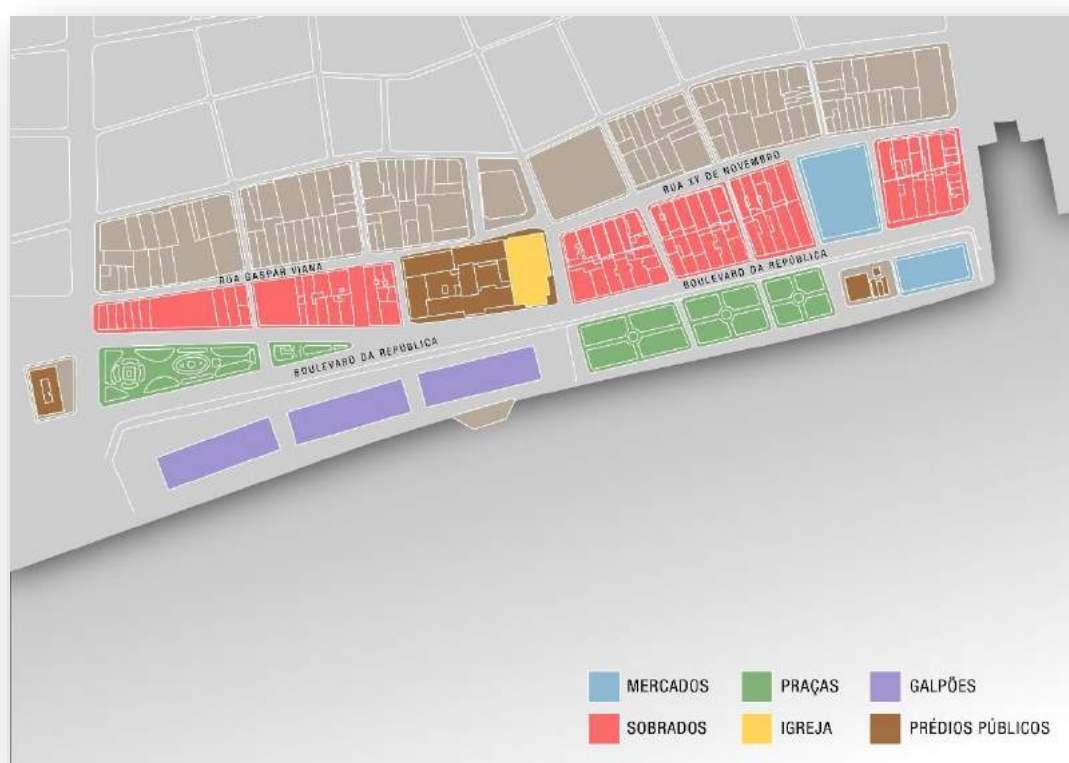 RUA XV DE NOVEMBRO
RUA GASPAR VIANA
BOULEVARD DA REPÚBLICA
BOULEVARD DA REPÚBLICA
MERCADOS
PRAÇAS
GALPÕES
SOBRADOS
IGREJA
PRÉDIOS PÚBLICOS